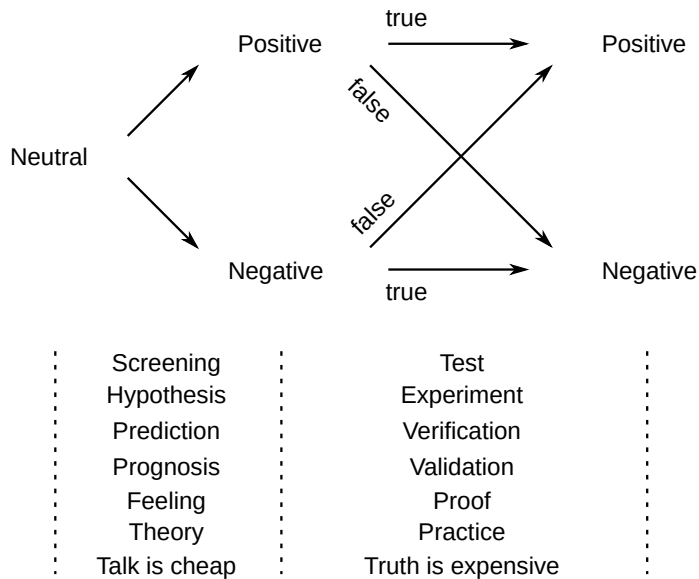 true
Positive
Positive
false
Neutral
false
Negative
Negative
true
Screening
Test
Hypothesis
Experiment
Prediction
Verification
Prognosis
Validation
Feeling
Proof
Theory
Practice
Talk is cheap
Truth is expensive